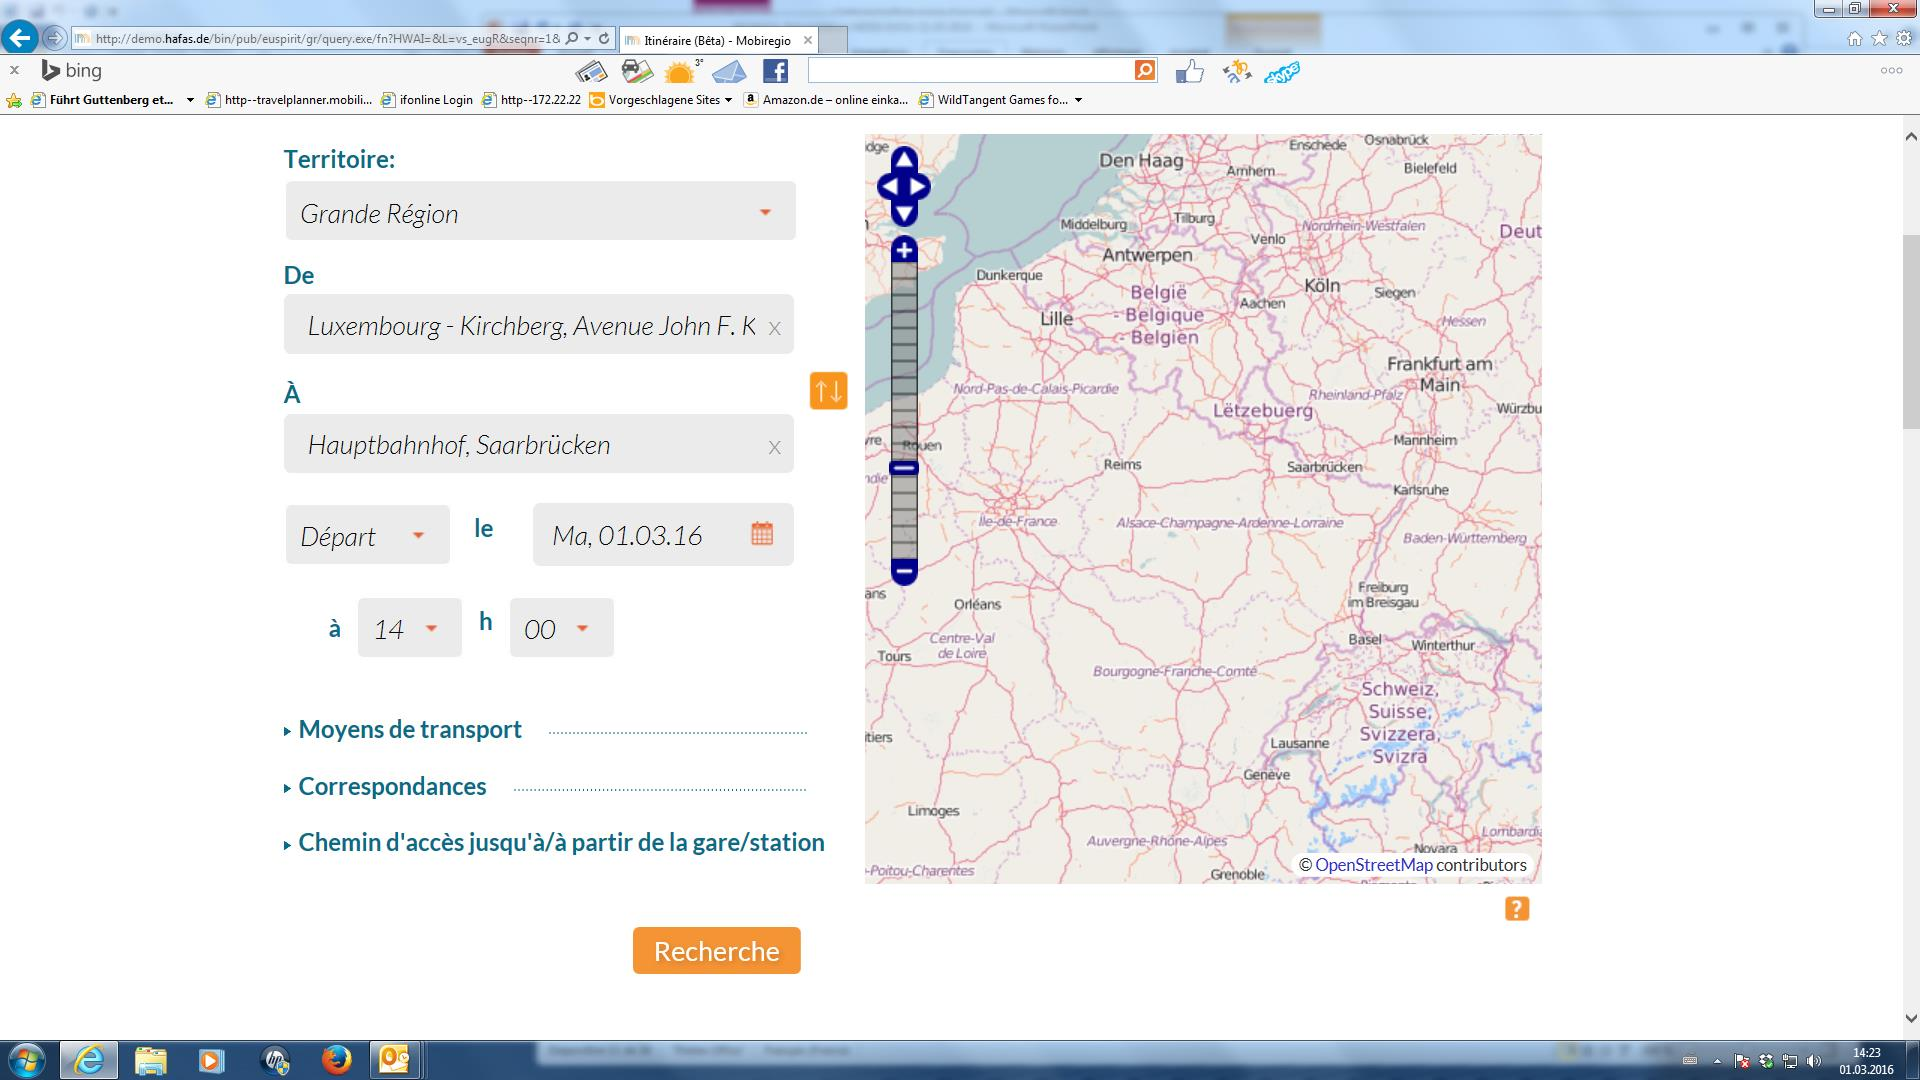 http://demo.hafas.de/bin/pub/euspirit/gr/query.exe/fn?HWAI=&L=vs_eugR&seqnr=1&
Itinéraire (Bêta) - Mobiregio
bing
3°
Führt Guttenberg et...
http--travelplanner.mobili...
ifonline Login
http--172.22.22
Vorgeschlagene Sites
Amazon.de – online einka...
WildTangent Games fo...
Territoire:
Grande Région
De
Luxembourg - Kirchberg, Avenue John F. K x
À
Hauptbahnhof, Saarbrücken x
Départ le Ma, 01.03.16
à 14 h 00
Moyens de transport
Correspondances
Chemin d'accès jusqu'à/à partir de la gare/station
Recherche
Den Haag
Enschede
Osnabrück
Arnhem
Bielefeld
Middelburg
Tilburg
Venlo
Nordrhein-Westfalen
Deut
Antwerpen
Dunkerque
België
- Belgique
- Belgien
Aachen
Köln
Siegen
Lille
Hessen
Frankfurt am
Main
Nord-Pas-de-Calais-Picardie
Rheinland-Pfalz
Lëtzebuerg
Würzbu
Rouen
Mannheim
Reims
Saarbrücken
Karlsruhe
Île-de-France
Alsace-Champagne-Ardenne-Lorraine
Baden-Württemberg
Freiburg
im Breisgau
Orléans
Centre-Val
de Loire
Tours
Basel
Winterthur
Bourgogne-Franche-Comté
Schweiz,
Suisse,
Svizzera,
Svizra
Lausanne
Genève
Limoges
Auvergne-Rhône-Alpes
Lombardi
Novara
-Poitou-Charentes
Grenoble
© OpenStreetMap contributors
?
14:23
01.03.2016